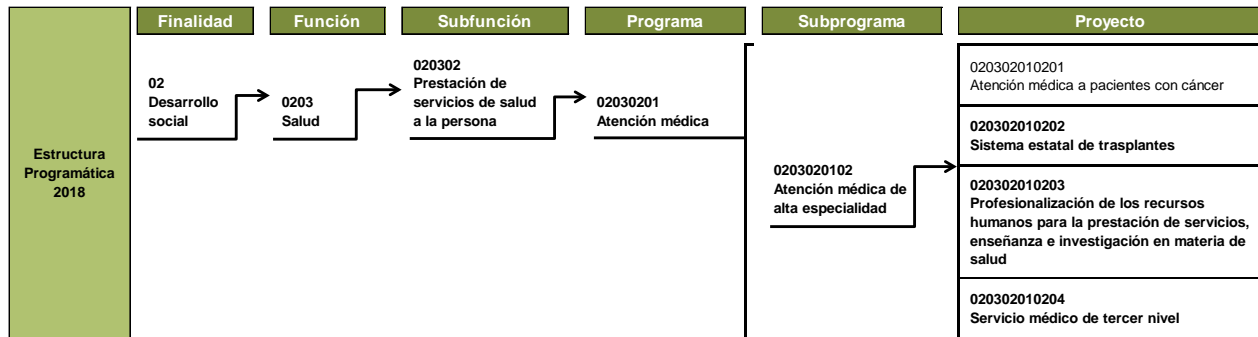 Finalidad
Función
Subfunción
Programa
Subprograma
Proyecto
Estructura
Programática
2018
02
Desarrollo
social
0203
Salud
020302
Prestación de
servicios de salud
a la persona
02030201
Atención médica
0203020102
Atención médica de
alta especialidad
020302010201
Atención médica a pacientes con cáncer
020302010202
Sistema estatal de trasplantes
020302010203
Profesionalización de los recursos
humanos para la prestación de servicios,
enseñanza e investigación en materia de
salud
020302010204
Servicio médico de tercer nivel